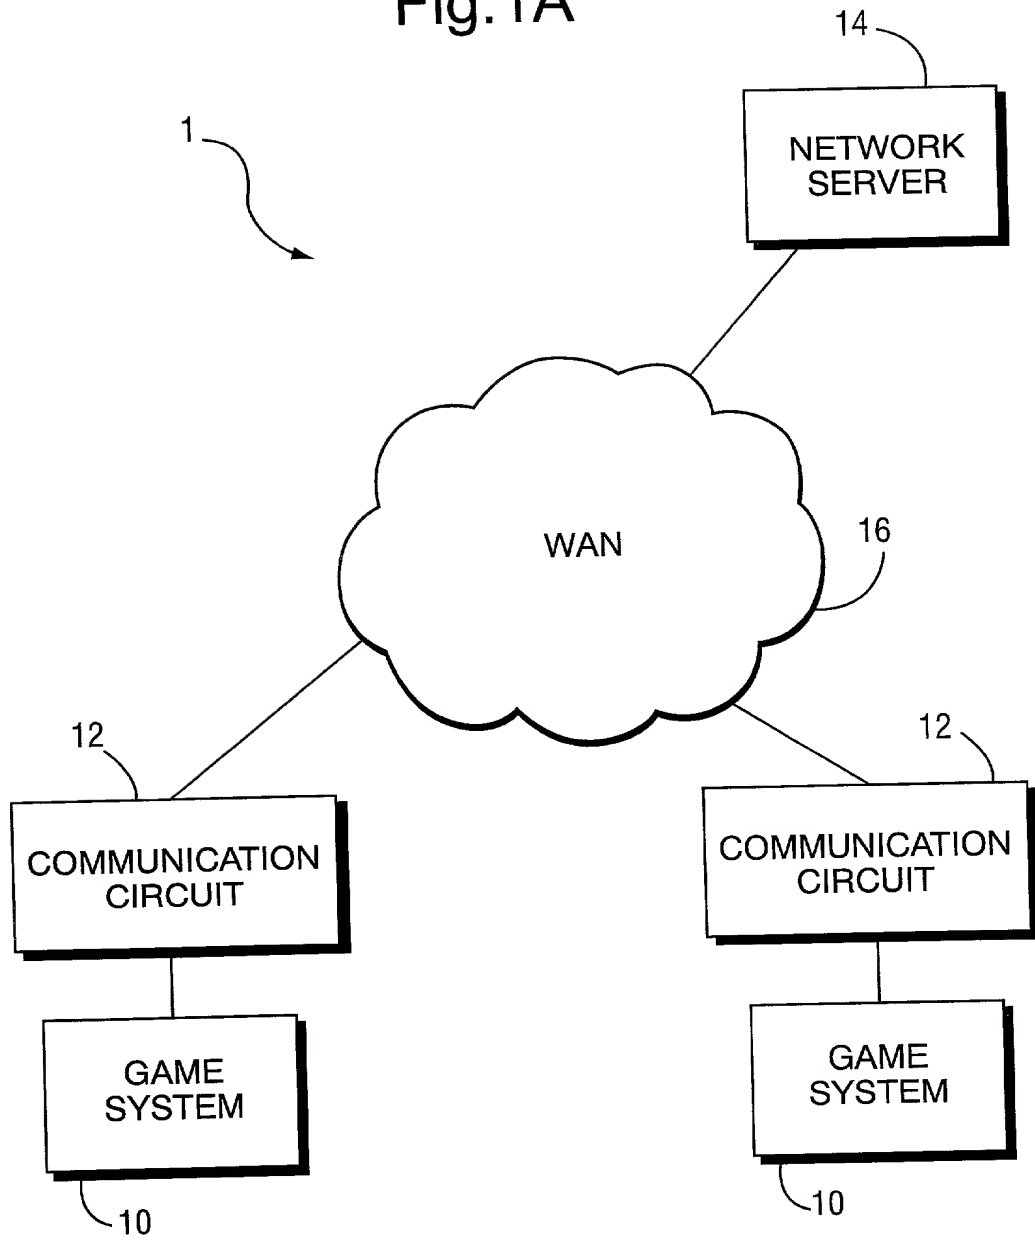 Fig.1A
14
1
NETWORK
SERVER
WAN
16
12
12
COMMUNICATION
CIRCUIT
COMMUNICATION
CIRCUIT
GAME
SYSTEM
GAME
SYSTEM
10
10